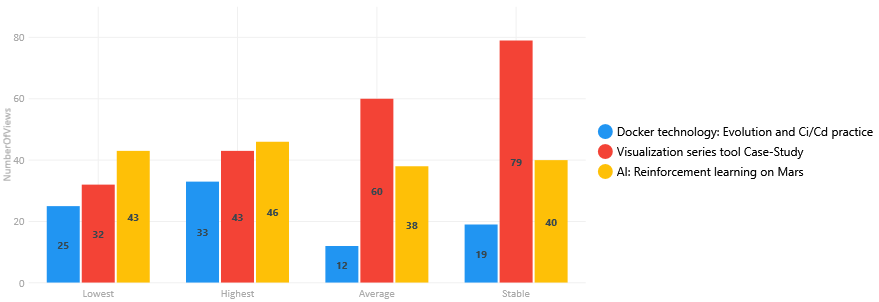 NumberOfViews
80
60
40
20
0
25 32 43
33 43 46
12 60 38
19 79 40
Lowest Highest Average Stable
Docker technology: Evolution and Ci/Cd practice
Visualization series tool Case-Study
AI: Reinforcement learning on Mars